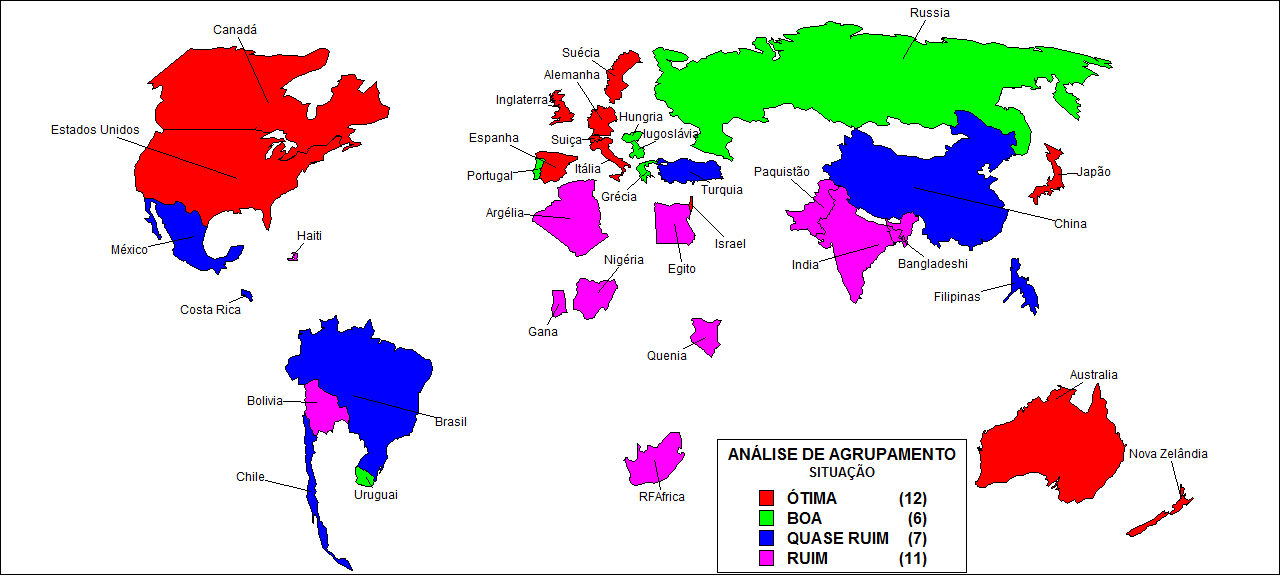 Russia
Canadá
Suécia
Alemanha
Inglaterra
Hungria
Estados Unidos
Iugoslávia
Espanha
Suiça
Itália
Portugal
Paquistão
Japão
Turquia
Grécia
Argélia
China
Haiti
Israel
México
Nigéria
Egito
India
Bangladeshi
Filipinas
Costa Rica
Gana
Quenia
Australia
Bolivia
Brasil
Nova Zelândia
Chile
Uruguai
RFAfrica
ANÁLISE DE AGRUPAMENTO
SITUAÇÃO
ÓTIMA (12)
BOA (6)
QUASE RUIM (7)
RUIM (11)